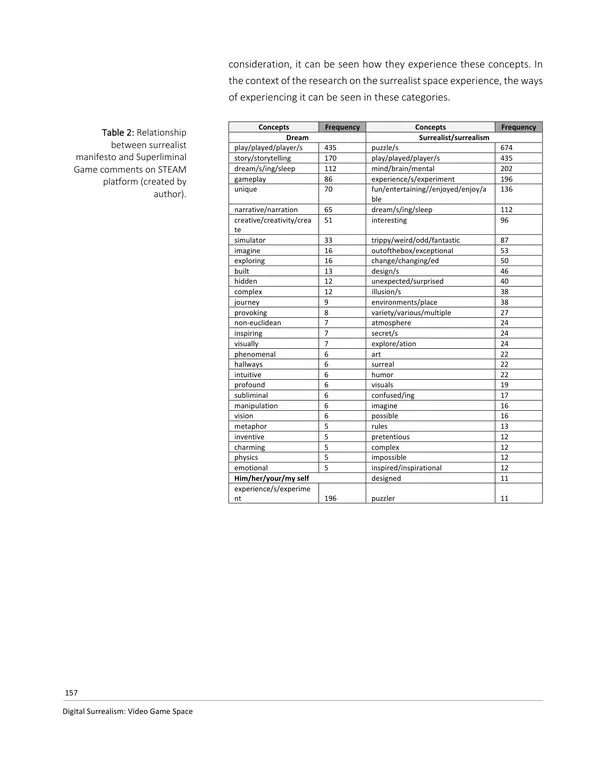 consideration, it can be seen how they experience these concepts. In
the context of the research on the surrealist space experience, the ways
of experiencing it can be seen in these categories.
Table 2: Relationship
between surrealist
manifesto and Superliminal
Game comments on STEAM
platform (created by
author).
Concepts Frequency Concepts Frequency
Dream Surrealist/surrealism
play/played/player/s 435 puzzle/s 674
story/storytelling 170 play/played/player/s 435
dream/s/ing/sleep 112 mind/brain/mental 202
gameplay 86 experience/s/experiment 196
unique 70 fun/entertaining//enjoyed/enjoy/a 136
ble
narrative/narration 65 dream/s/ing/sleep 112
creative/creativity/crea 51 interesting 96
te
simulator 33 trippy/weird/odd/fantastic 87
imagine 16 outofthebox/exceptional 53
exploring 16 change/changing/ed 50
built 13 design/s 46
hidden 12 unexpected/surprised 40
complex 12 illusion/s 38
journey 9 environments/place 38
provoking 8 variety/various/multiple 27
non-euclidean 7 atmosphere 24
inspiring 7 secret/s 24
visually 7 explore/ation 24
phenomenal 6 art 22
hallways 6 surreal 22
intuitive 6 humor 22
profound 6 visuals 19
subliminal 6 confused/ing 17
manipulation 6 imagine 16
vision 6 possible 16
metaphor 5 rules 13
inventive 5 pretentious 12
charming 5 complex 12
physics 5 impossible 12
emotional 5 inspired/inspirational 12
Him/her/your/my self designed 11
experience/s/experime
nt 196 puzzler 11
157
Digital Surrealism: Video Game Space